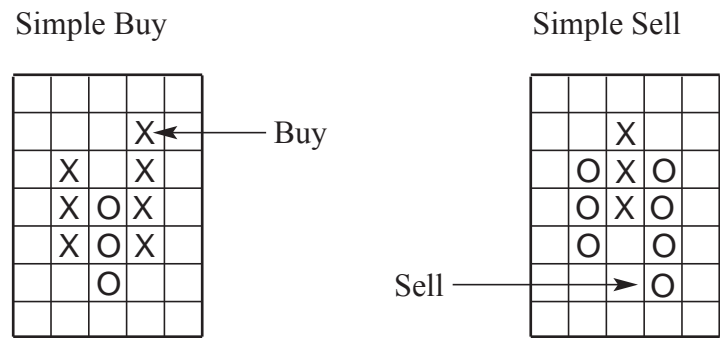 Simple Buy
Simple Sell
X
Buy
X
X X
O X O
X O X
O X O
X O X
O O
O
Sell
O